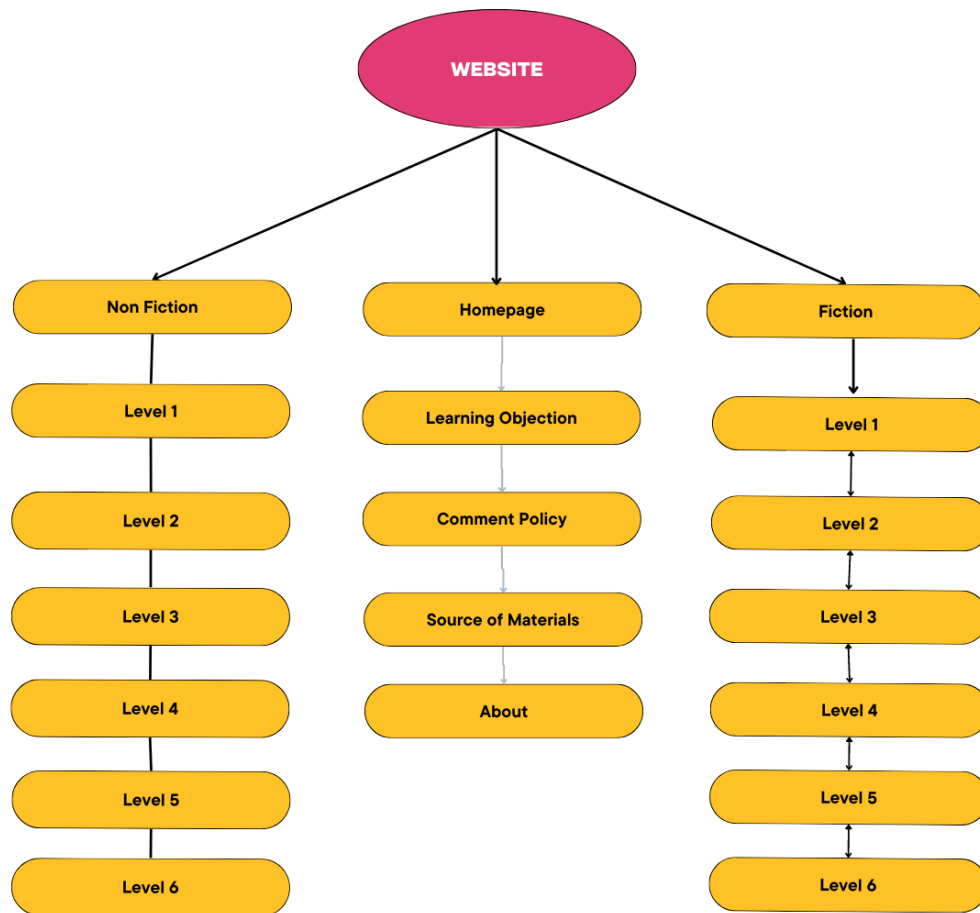 WEBSITE
Non Fiction
Level 1
Level 2
Level 3
Level 4
Level 5
Level 6
Homepage
Learning Objection
Comment Policy
Source of Materials
About
Fiction
Level 1
Level 2
Level 3
Level 4
Level 5
Level 6